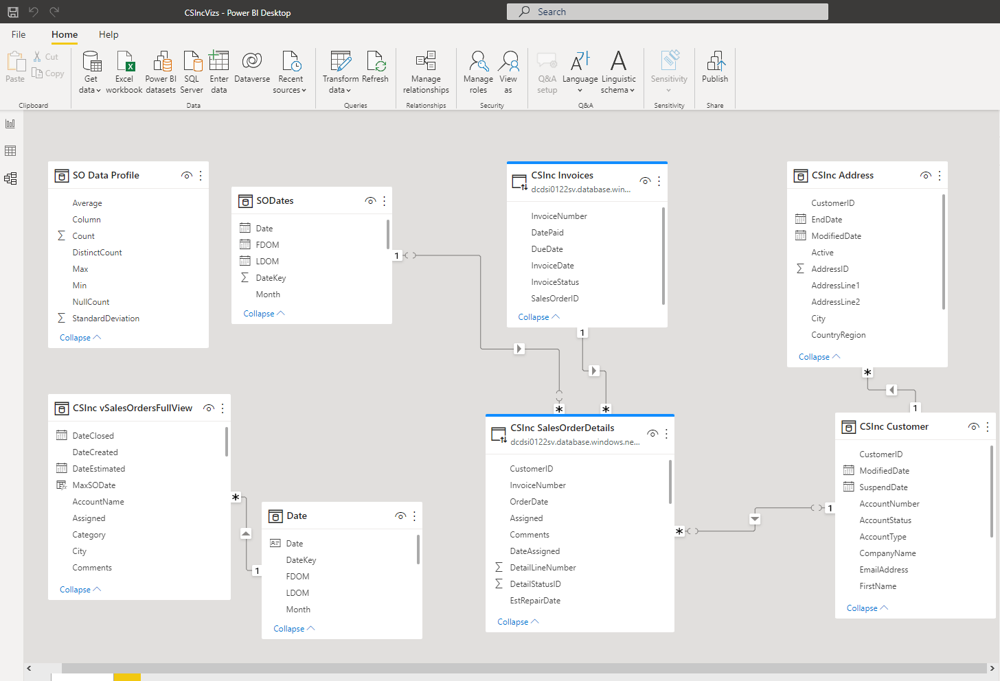 CSIncVizs - Power BI Desktop
Search
File
Home
Help
Paste
Cut
Copy
Clipboard
Get data
Excel workbook
Power BI datasets
SQL Server
Enter data
Dataverse
Recent sources
Data
Transform data
Refresh
Queries
Manage relationships
Relationships
Manage roles
View as
Security
Q&A setup
Language
Linguistic schema
Q&A
Sensitivity
Sensitivity
Publish
Share
SO Data Profile
Average
Column
Count
DistinctCount
Max
Min
NullCount
StandardDeviation
Collapse
SODates
Date
FDOM
LDOM
DateKey
Month
Collapse
1
CSInc Invoices
dcdsi0122sv.database.win...
InvoiceNumber
DatePaid
DueDate
InvoiceDate
InvoiceStatus
SalesOrderID
Collapse
1
CSInc Address
CustomerID
EndDate
ModifiedDate
Active
AddressID
AddressLine1
AddressLine2
City
CountryRegion
Collapse
*
1
*
*
CSInc vSalesOrdersFullView
DateClosed
DateCreated
DateEstimated
MaxSODate
AccountName
Assigned
Category
City
Comments
Collapse
*
1
Date
Date
DateKey
FDOM
LDOM
Month
Collapse
CSInc SalesOrderDetails
dcdsi0122sv.database.windows.ne...
CustomerID
InvoiceNumber
OrderDate
Assigned
Comments
DateAssigned
DetailLineNumber
DetailStatusID
EstRepairDate
Collapse
*
1
CSInc Customer
CustomerID
ModifiedDate
SuspendDate
AccountNumber
AccountStatus
AccountType
CompanyName
EmailAddress
FirstName
Collapse